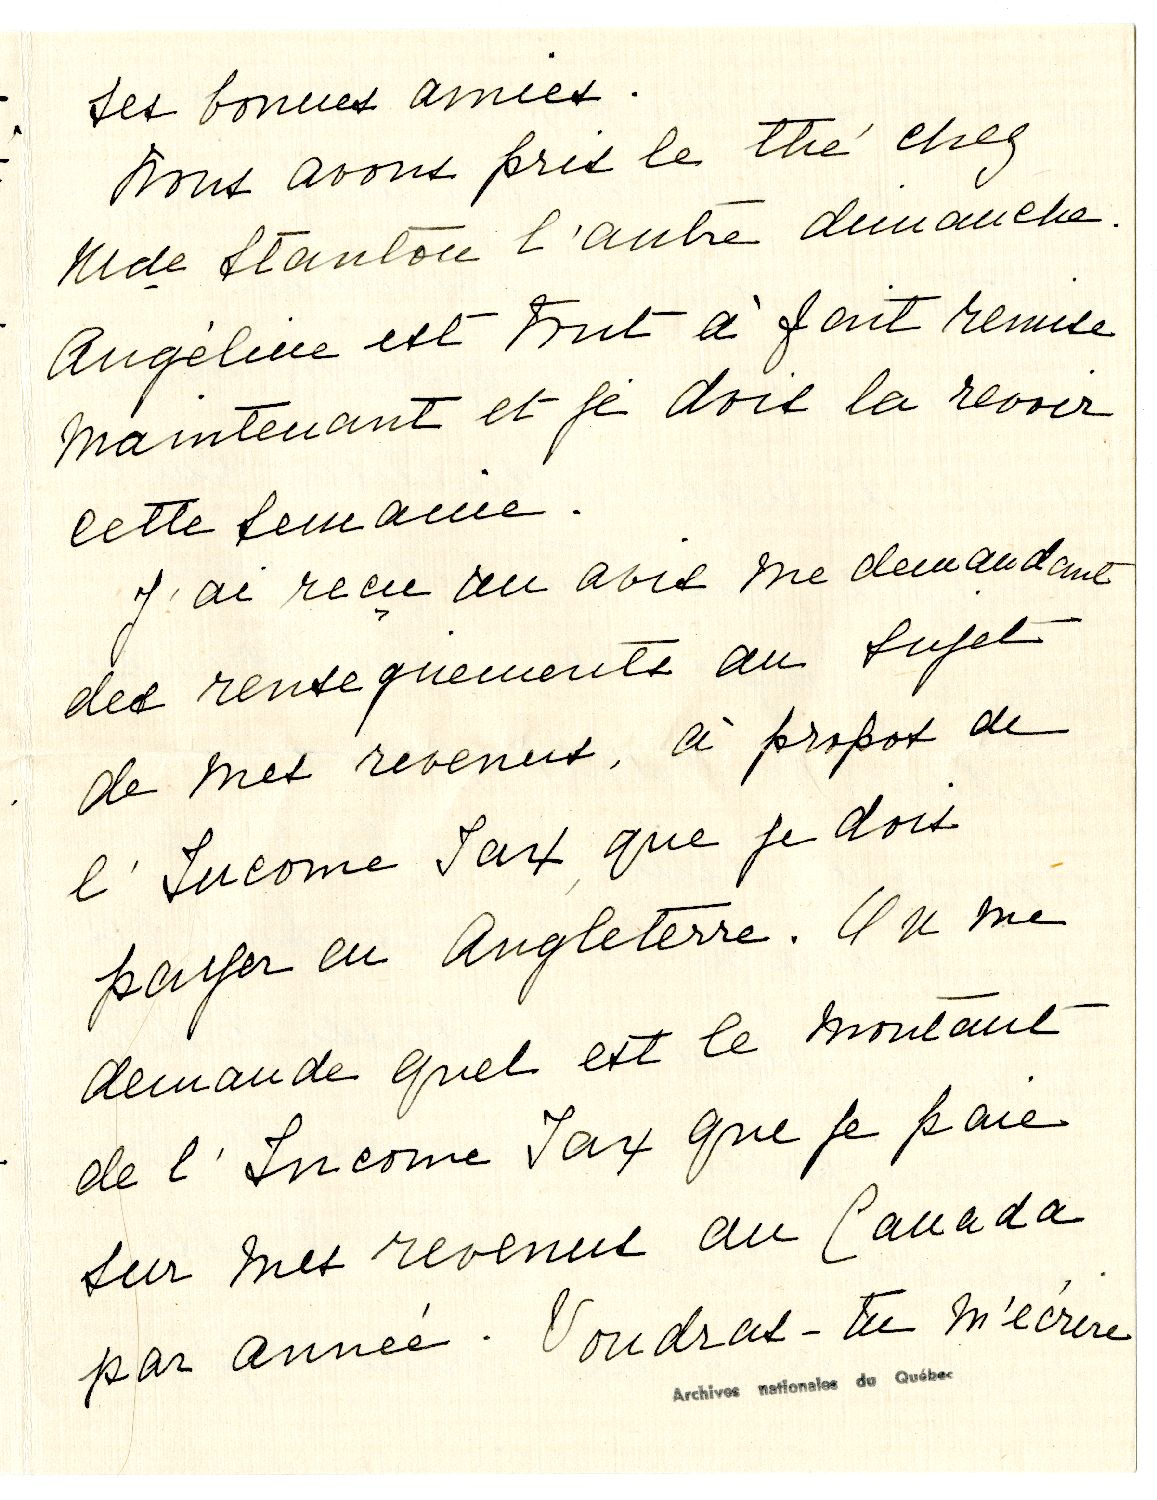 ses bonnes amies.
Nous avons pris le thé chez
Mde Stanton l'autre dimanche.
Angéline est tout à fait remise
maintenant et je dois la revoir
cette semaine.
J'ai reçu un avis me demandant
des renseignements au sujet
de mes revenus, à propos de
l'Income Tax, que je dois
payer en Angleterre. On me
demande quel est le montant
de l'Income Tax que je paie
sur mes revenus au Canada
par année. Voudras-tu m'écrire
Archives nationales du Québec